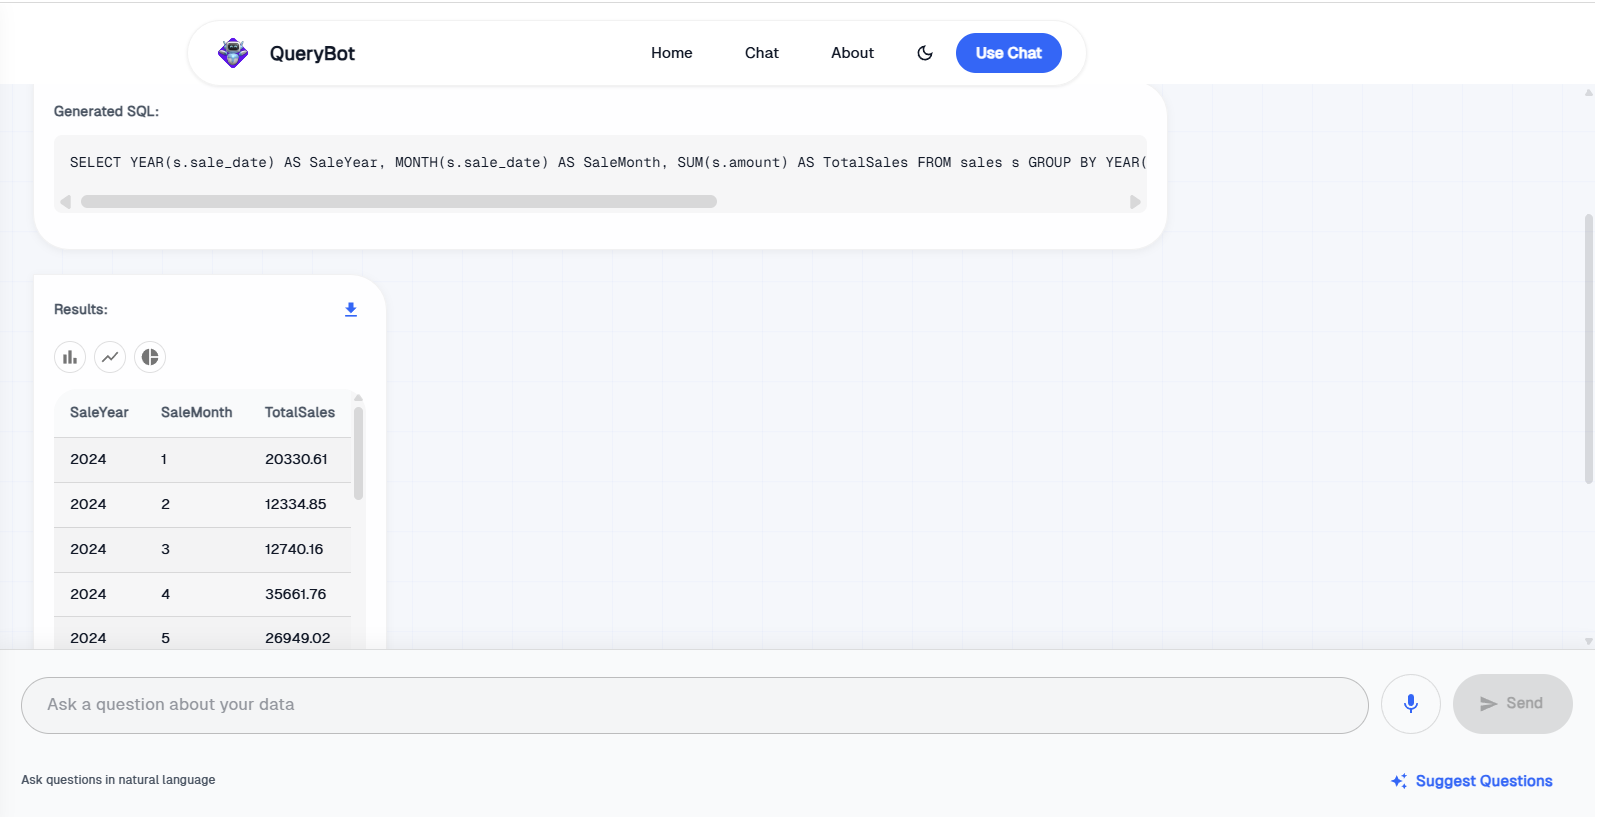 QueryBot
Home
Chat
About
Use Chat
Generated SQL:
SELECT YEAR(s.sale_date) AS SaleYear, MONTH(s.sale_date) AS SaleMonth, SUM(s.amount) AS TotalSales FROM sales s GROUP BY YEAR(
Results:
SaleYear SaleMonth TotalSales
2024 1 20330.61
2024 2 12334.85
2024 3 12740.16
2024 4 35661.76
2024 5 26949.02
Ask a question about your data
Send
Ask questions in natural language
Suggest Questions